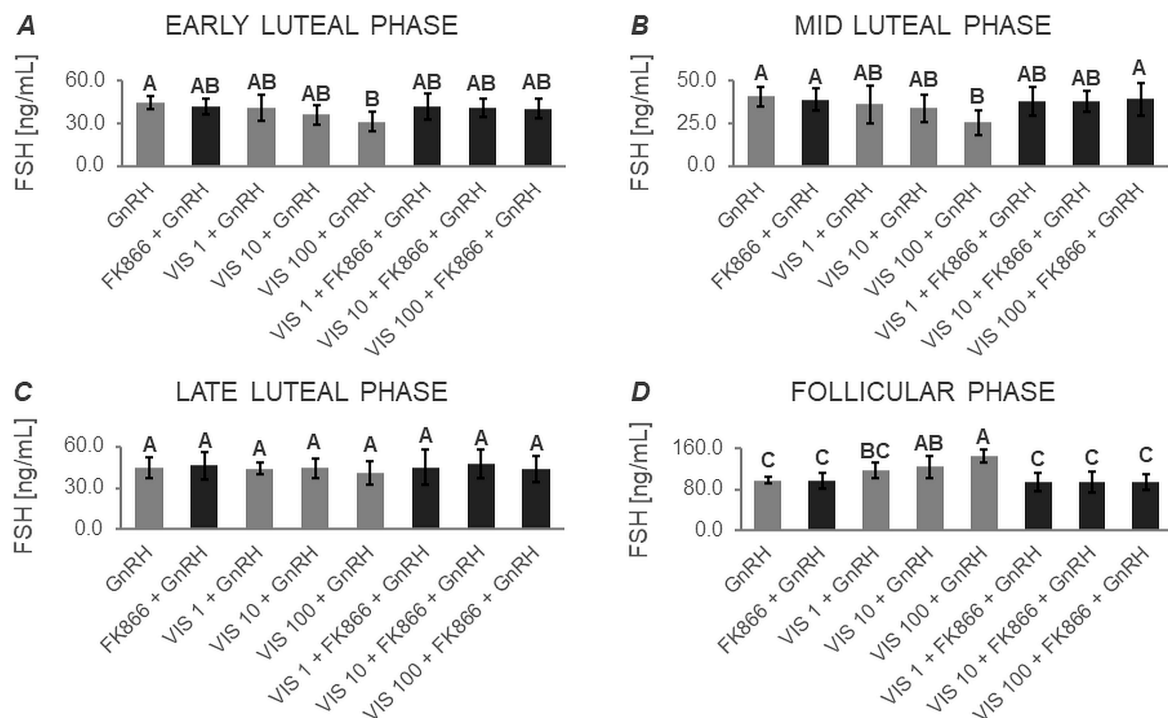 A
EARLY LUTEAL PHASE
FSH [ng/mL]
60.0
30.0
0.0
A AB AB AB B AB AB AB
GnRH
FK866 + GnRH
VIS 1 + GnRH
VIS 10 + GnRH
VIS 100 + GnRH
VIS 1 + FK866 + GnRH
VIS 10 + FK866 + GnRH
VIS 100 + FK866 + GnRH
B
MID LUTEAL PHASE
FSH [ng/mL]
50.0
25.0
0.0
A A AB AB B AB AB A
GnRH
FK866 + GnRH
VIS 1 + GnRH
VIS 10 + GnRH
VIS 100 + GnRH
VIS 1 + FK866 + GnRH
VIS 10 + FK866 + GnRH
VIS 100 + FK866 + GnRH
C
LATE LUTEAL PHASE
FSH [ng/mL]
60.0
30.0
0.0
A A A A A A A A
GnRH
FK866 + GnRH
VIS 1 + GnRH
VIS 10 + GnRH
VIS 100 + GnRH
VIS 1 + FK866 + GnRH
VIS 10 + FK866 + GnRH
VIS 100 + FK866 + GnRH
D
FOLLICULAR PHASE
FSH [ng/mL]
160.0
80.0
0.0
C C BC AB A C C C
GnRH
FK866 + GnRH
VIS 1 + GnRH
VIS 10 + GnRH
VIS 100 + GnRH
VIS 1 + FK866 + GnRH
VIS 10 + FK866 + GnRH
VIS 100 + FK866 + GnRH